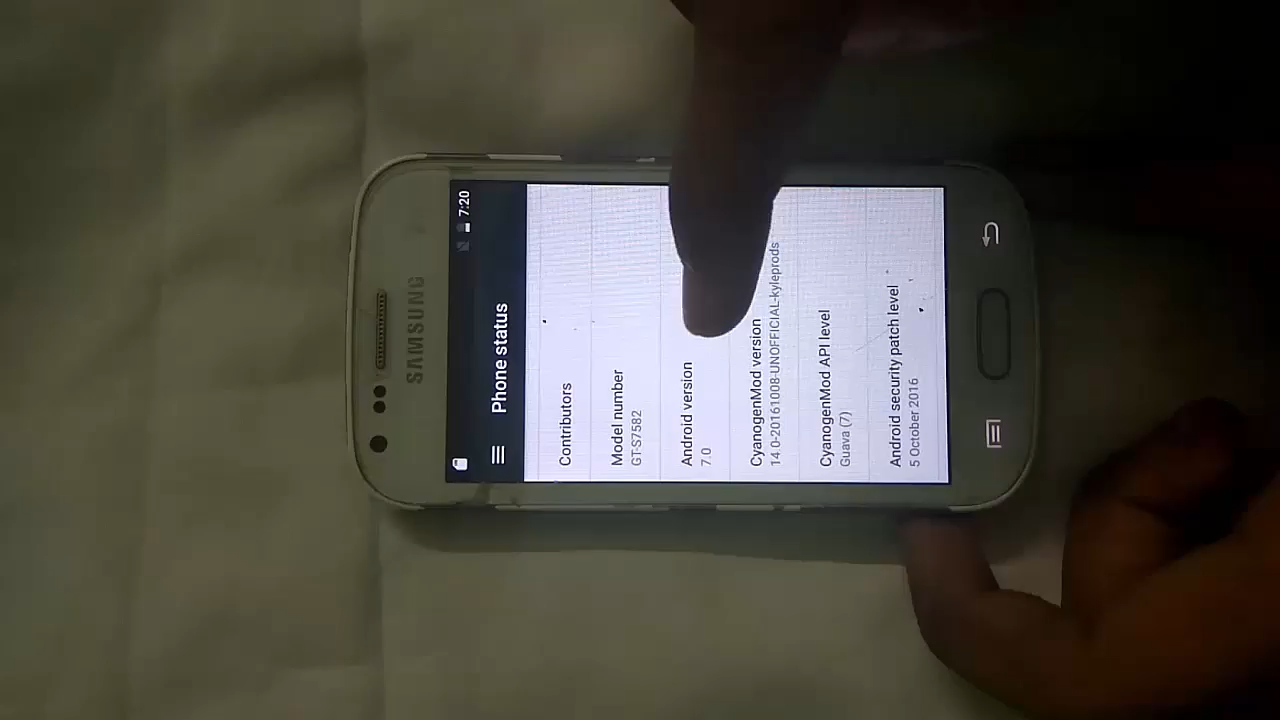 SAMSUNG
7:20
Phone status
Contributors
Model number
GT-S7582
Android version
7.0
CyanogenMod version
14.0-20161008-UNOFFICIAL-kyleprods
CyanogenMod API level
Guava (7)
Android security patch level
5 October 2016